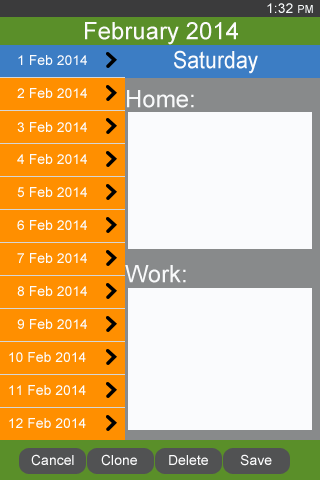 1:32 PM
February 2014
1 Feb 2014
Saturday
2 Feb 2014
3 Feb 2014
4 Feb 2014
5 Feb 2014
6 Feb 2014
7 Feb 2014
8 Feb 2014
9 Feb 2014
10 Feb 2014
11 Feb 2014
12 Feb 2014
Home:
Work:
Cancel
Clone
Delete
Save